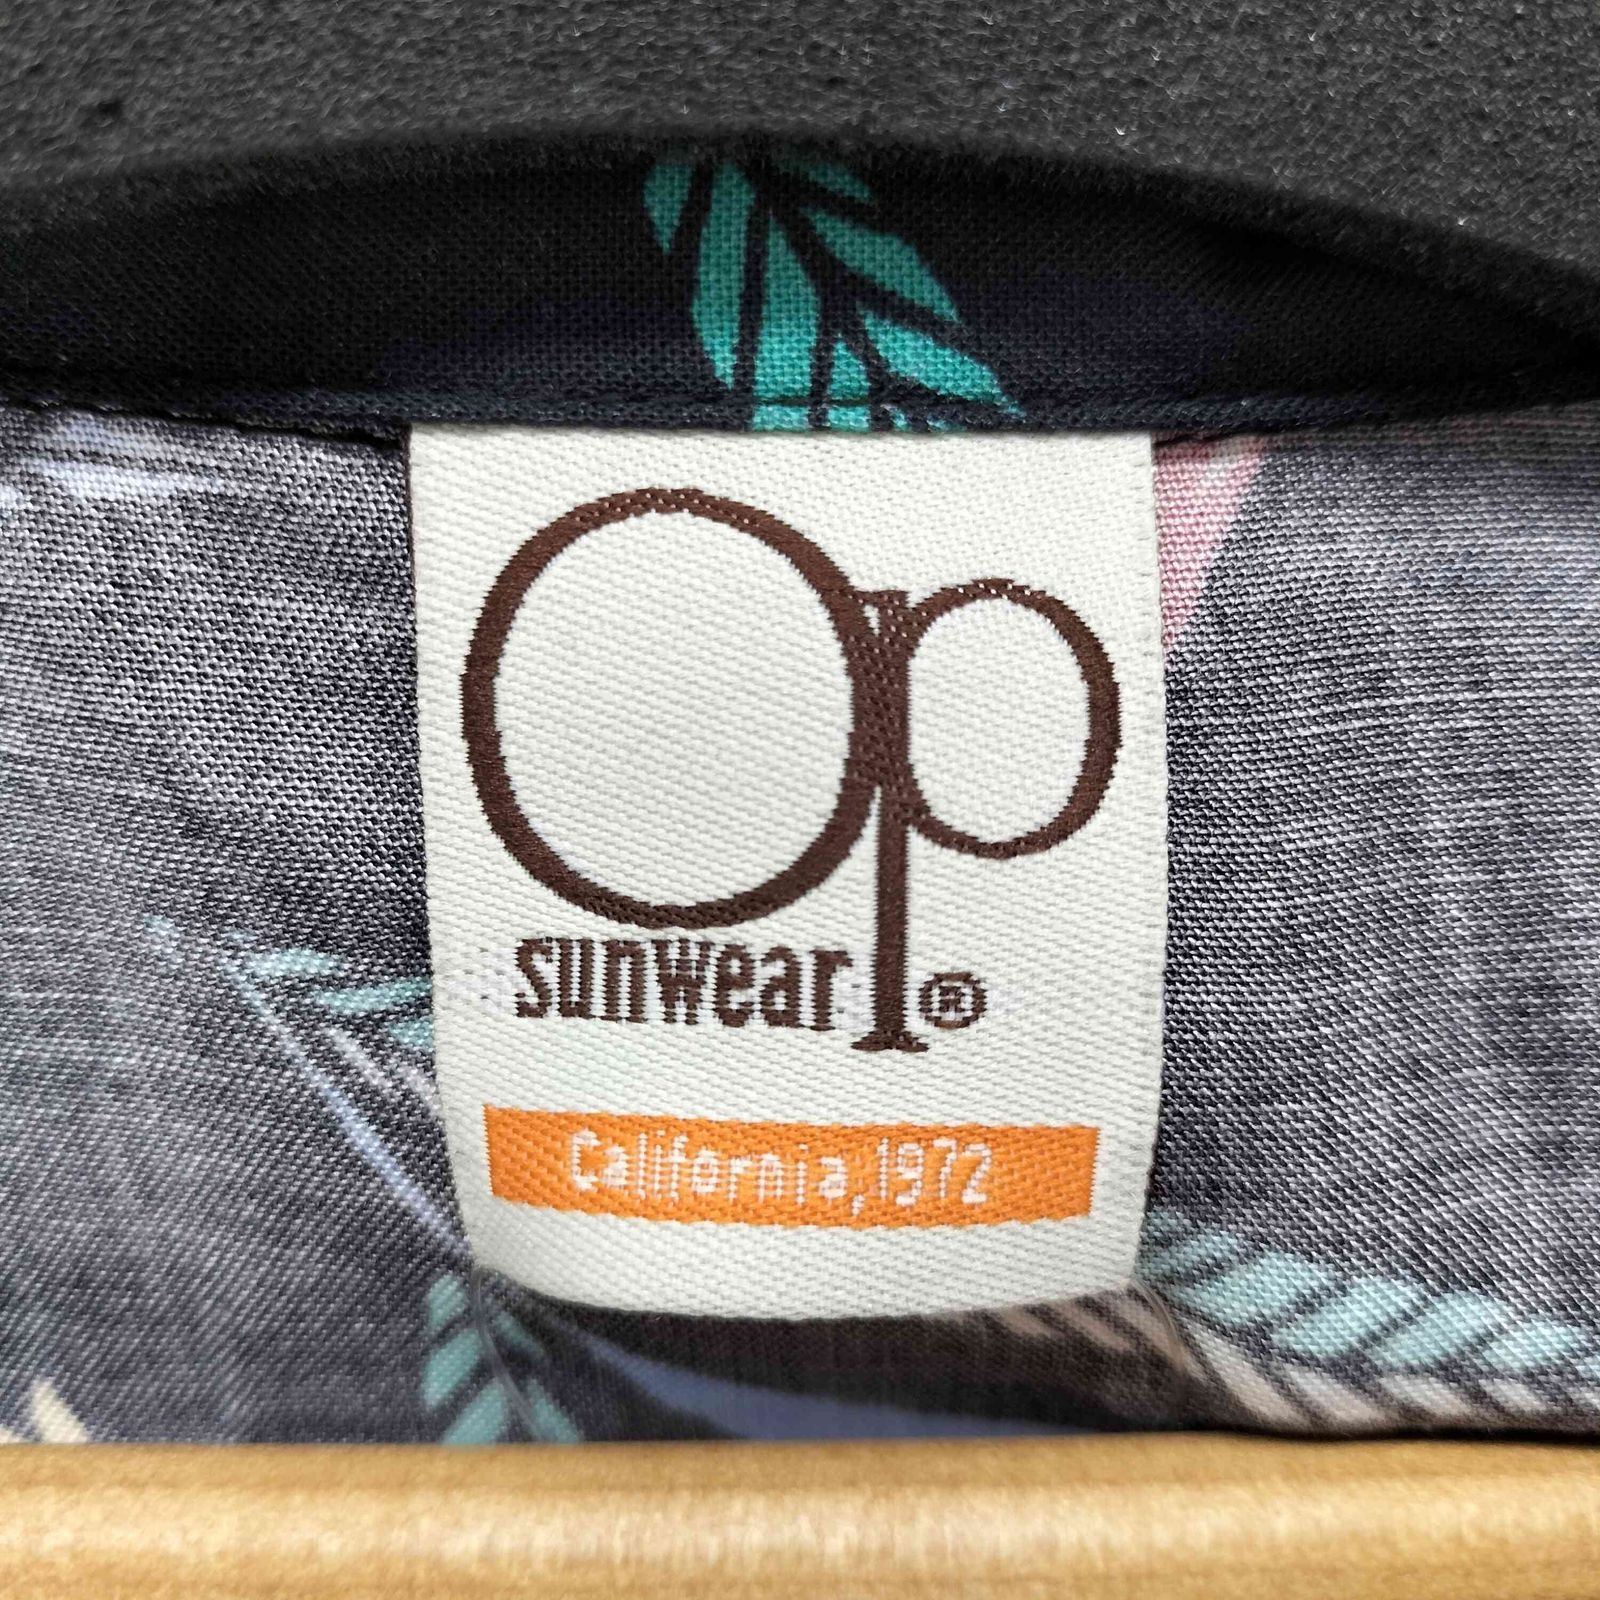 Op
sunwear®
California, 1972